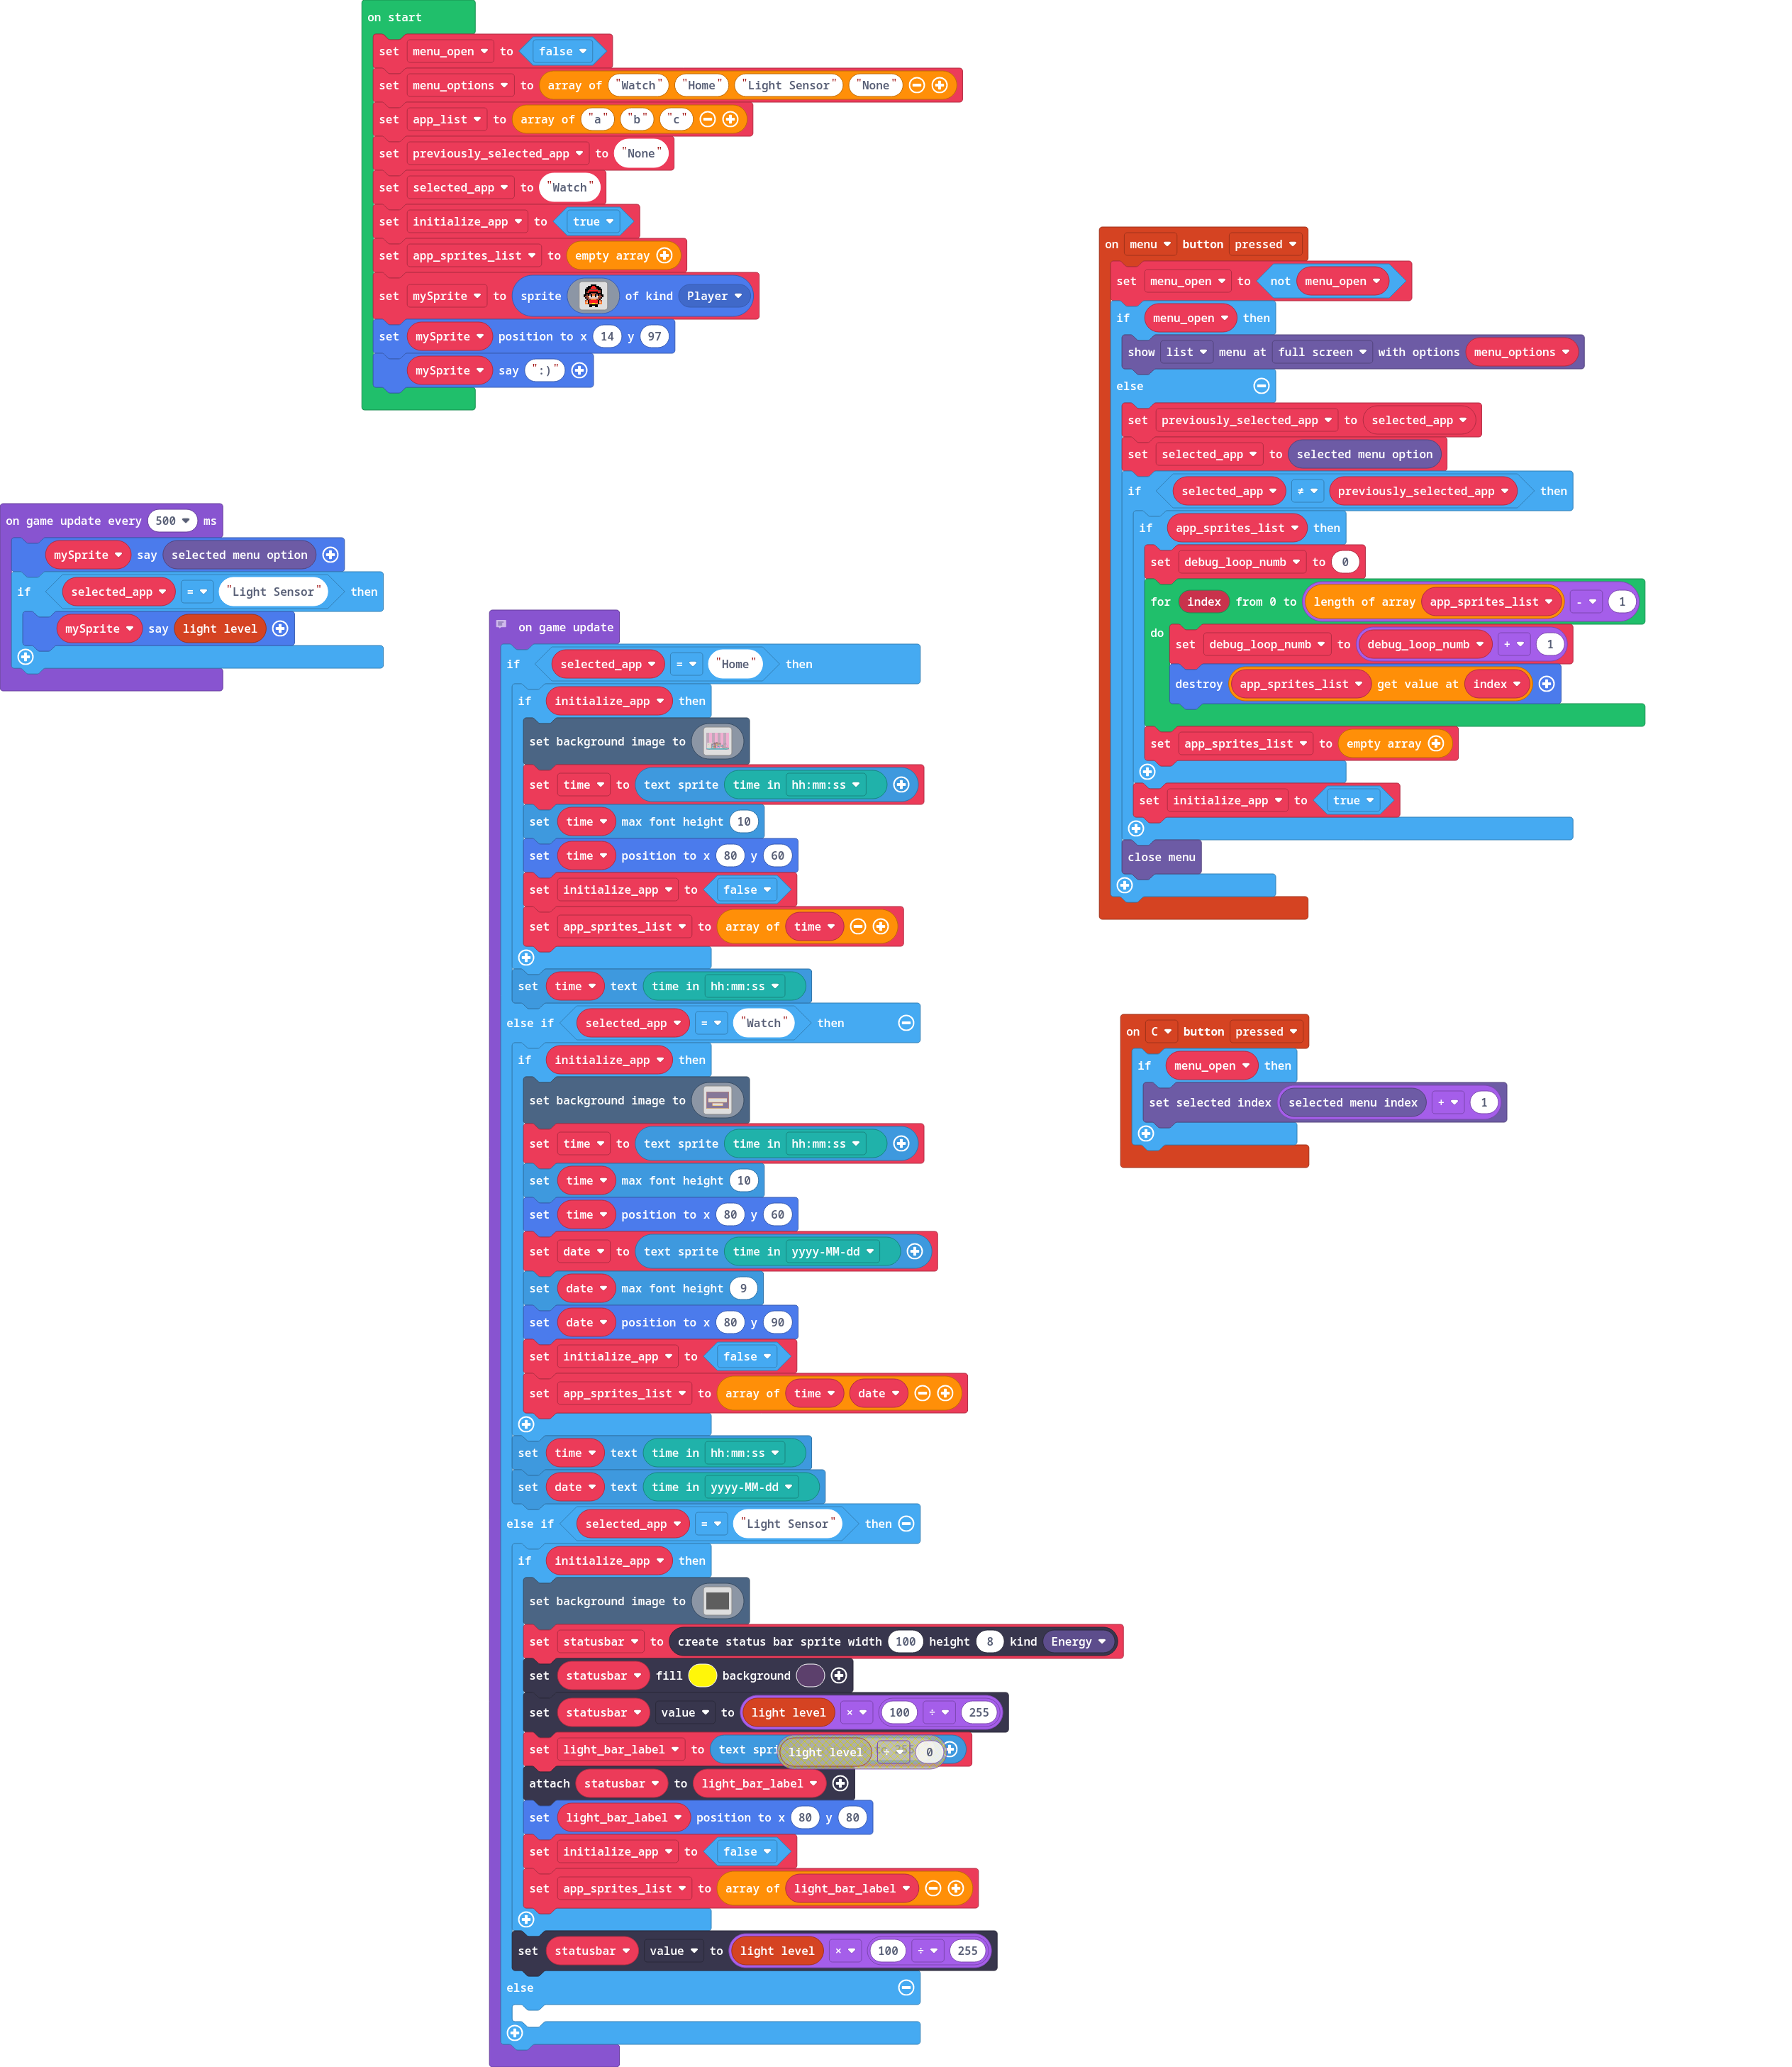 on start
set menu_open to false
set menu_options to array of "Watch" "Home" "Light Sensor" "None"
set app_list to array of "a" "b" "c"
set previously_selected_app to "None"
set selected_app to "Watch"
set initialize_app to true
set app_sprites_list to empty array
set mySprite to sprite of kind Player
set mySprite position to x 14 y 97
mySprite say ":)"
on game update every 500 ms
mySprite say selected menu option
if selected_app = "Light Sensor" then
mySprite say light level
on game update
if selected_app = "Home" then
if initialize_app then
set background image to
set time to text sprite time in hh:mm:ss
set time max font height 10
set time position to x 80 y 60
set initialize_app to false
set app_sprites_list to array of time
set time text time in hh:mm:ss
else if selected_app = "Watch" then
if initialize_app then
set background image to
set time to text sprite time in hh:mm:ss
set time max font height 10
set time position to x 80 y 60
set date to text sprite time in yyyy-MM-dd
set date max font height 9
set date position to x 80 y 90
set initialize_app to false
set app_sprites_list to array of time date
set time text time in hh:mm:ss
set date text time in yyyy-MM-dd
else if selected_app = "Light Sensor" then
if initialize_app then
set background image to
set statusbar to create status bar sprite width 100 height 8 kind Energy
set statusbar fill background
set statusbar value to light level × 100 ÷ 255
set light_bar_label to text
light level ÷ 0
attach statusbar to light_bar_label
set light_bar_label position to x 80 y 80
set initialize_app to false
set app_sprites_list to array of light_bar_label
set statusbar value to light level × 100 ÷ 255
else
on menu button pressed
set menu_open to not menu_open
if menu_open then
show list menu at full screen with options menu_options
else
set previously_selected_app to selected_app
set selected_app to selected menu option
if selected_app ≠ previously_selected_app then
if app_sprites_list then
set debug_loop_numb to 0
for index from 0 to length of array app_sprites_list - 1
do set debug_loop_numb to debug_loop_numb + 1
destroy app_sprites_list get value at index
set app_sprites_list to empty array
set initialize_app to true
close menu
on C button pressed
if menu_open then
set selected index selected menu index + 1